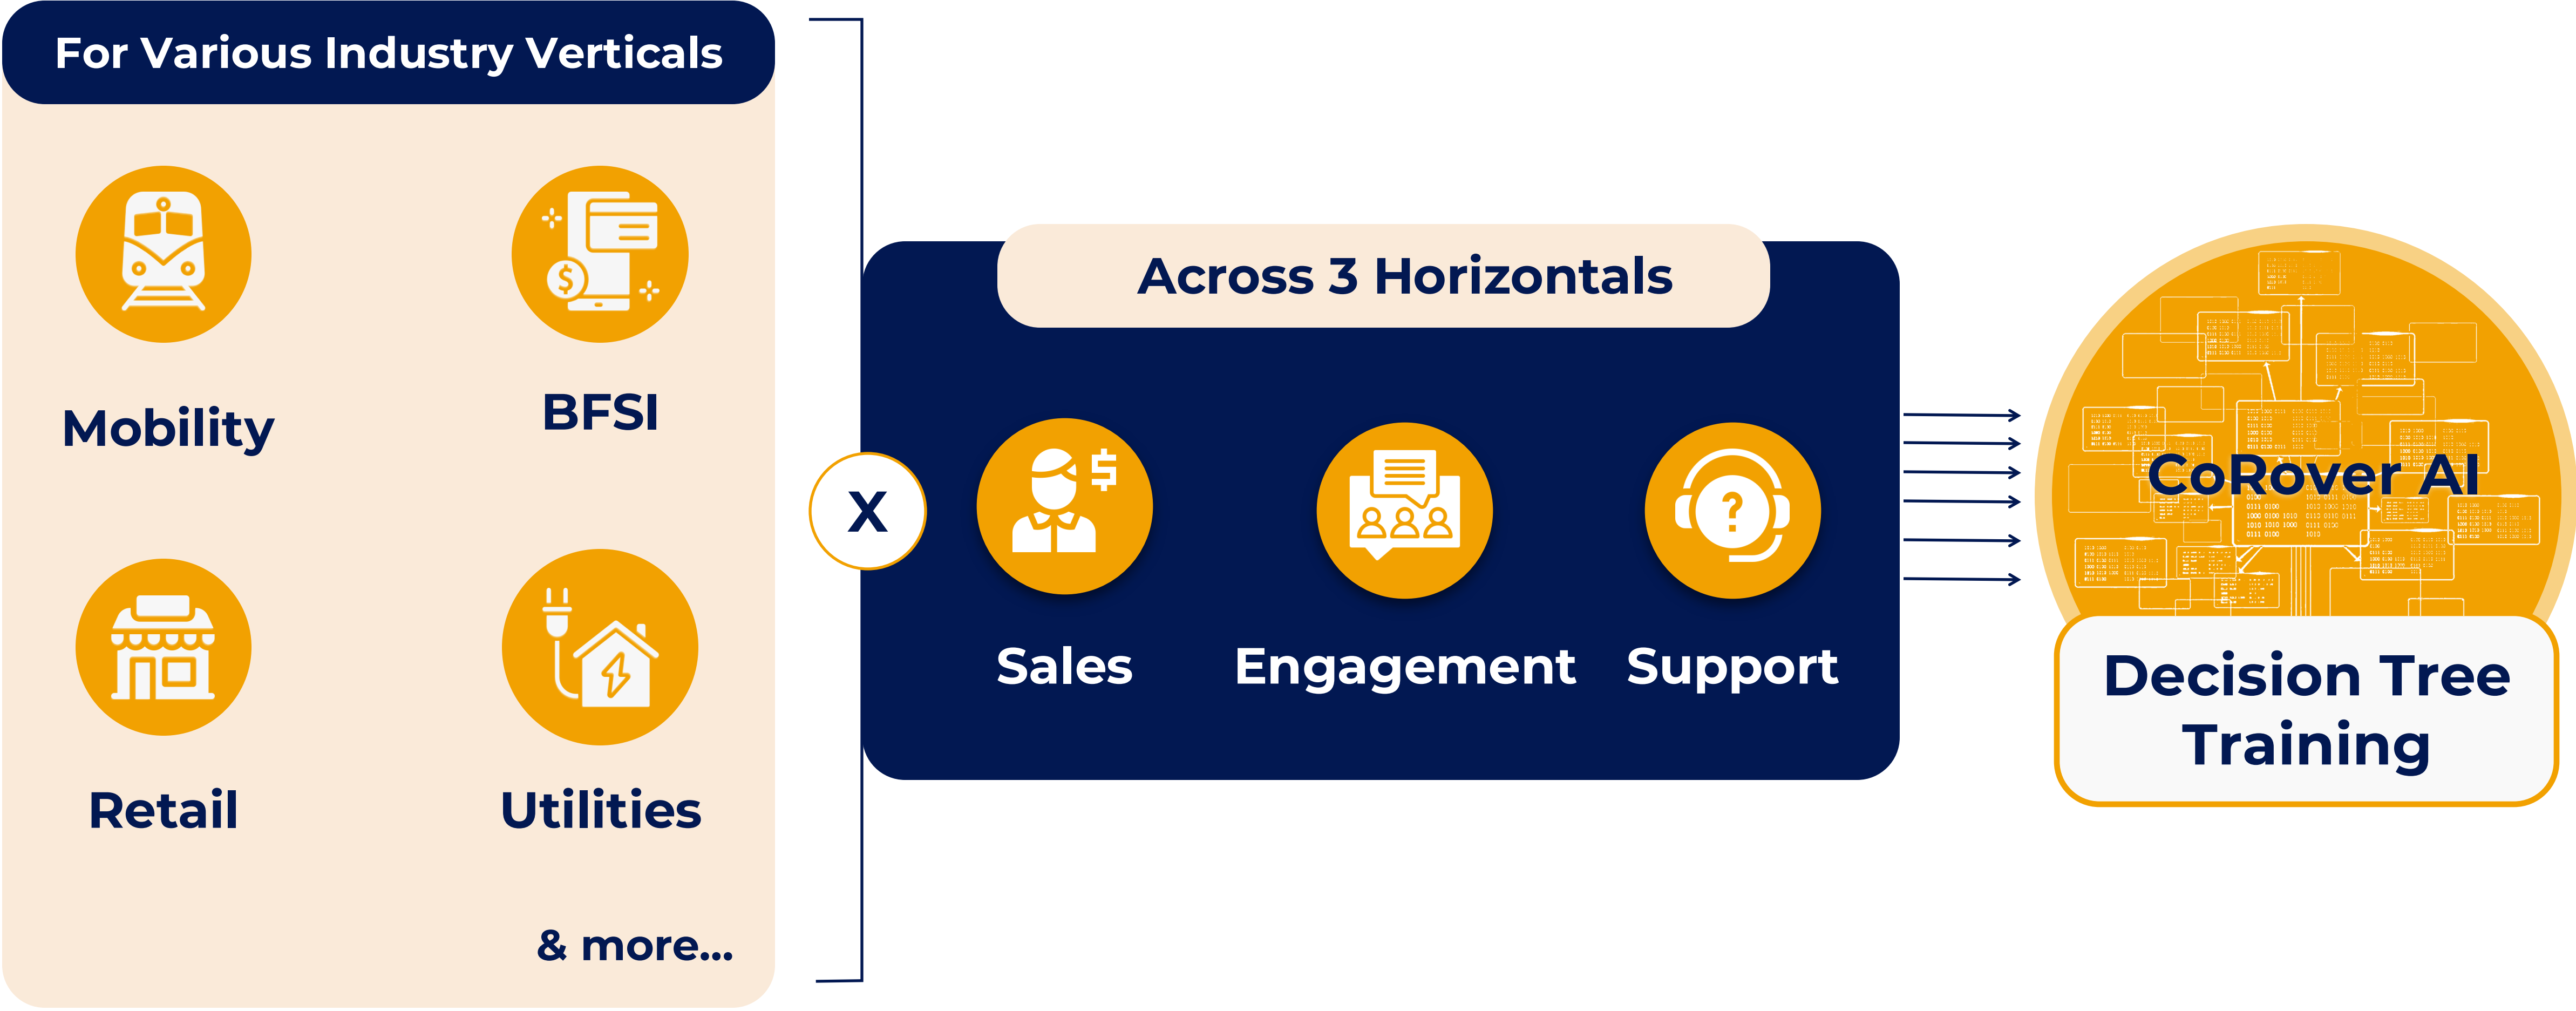 For Various Industry Verticals
Mobility
BFSI
Retail
Utilities
& more...
X
Across 3 Horizontals
$
?
Sales
Engagement
Support
CoRover AI
Decision Tree
Training